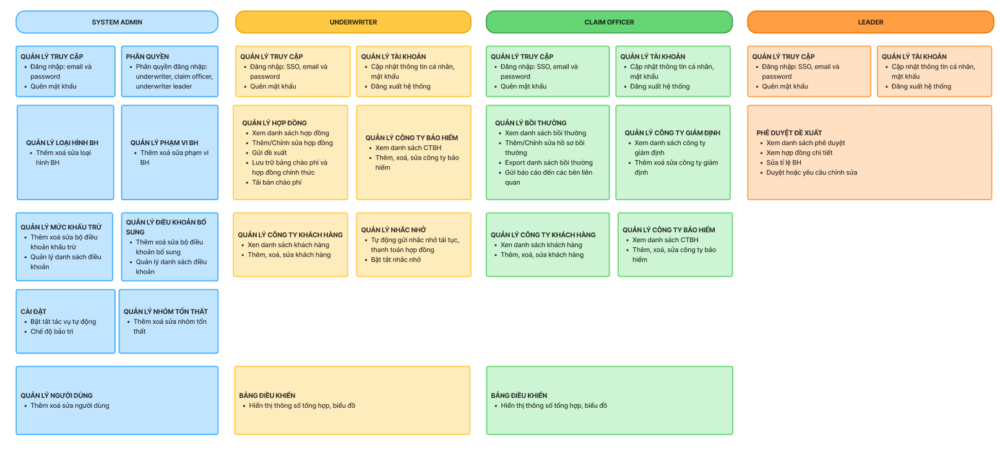 SYSTEM ADMIN
UNDERWRITER
CLAIM OFFICER
LEADER
QUẢN LÝ TRUY CẬP
• Đăng nhập: email và
password
• Quên mật khẩu
PHÂN QUYỀN
• Phân quyền đăng nhập:
underwriter, claim officer,
underwriter leader
QUẢN LÝ TRUY CẬP
• Đăng nhập: SSO, email và
password
• Quên mật khẩu
QUẢN LÝ TÀI KHOẢN
• Cập nhật thông tin cá nhân,
mật khẩu
• Đăng xuất hệ thống
QUẢN LÝ TRUY CẬP
• Đăng nhập: SSO, email và
password
• Quên mật khẩu
QUẢN LÝ TÀI KHOẢN
• Cập nhật thông tin cá nhân,
mật khẩu
• Đăng xuất hệ thống
QUẢN LÝ TRUY CẬP
• Đăng nhập: SSO, email và
password
• Quên mật khẩu
QUẢN LÝ TÀI KHOẢN
• Cập nhật thông tin cá nhân,
mật khẩu
• Đăng xuất hệ thống
QUẢN LÝ LOẠI HÌNH BH
• Thêm xoá sửa loại
hình BH
QUẢN LÝ PHẠM VI BH
• Thêm xoá sửa phạm vi
BH
QUẢN LÝ HỢP ĐỒNG
• Xem danh sách hợp đồng
• Thêm/Chỉnh sửa hợp đồng
• Gửi đề xuất
• Lưu trữ bảng chào phí và
hợp đồng chính thức
• Tải bản chào phí
QUẢN LÝ CÔNG TY BẢO HIỂM
• Xem danh sách CTBH
• Thêm, xoá, sửa công ty bảo
hiểm
QUẢN LÝ BỒI THƯỜNG
• Xem danh sách bồi thường
• Thêm/Chỉnh sửa hồ sơ bồi
thường
• Export danh sách bồi thường
• Gửi báo cáo đến các bên liên
quan
QUẢN LÝ CÔNG TY GIÁM ĐỊNH
• Xem danh sách công ty
giám định
• Thêm xoá sửa công ty giám
định
PHÊ DUYỆT ĐỀ XUẤT
• Xem danh sách phê duyệt
• Xem hợp đồng chi tiết
• Sửa tỉ lệ BH
• Duyệt hoặc yêu cầu chỉnh sửa
QUẢN LÝ MỨC KHẤU TRỪ
• Thêm xoá sửa bộ điều
khoản khấu trừ
• Quản lý danh sách điều
khoản
QUẢN LÝ ĐIỀU KHOẢN BỔ
SUNG
• Thêm xoá sửa bộ điều
khoản bổ sung
• Quản lý danh sách điều
khoản
QUẢN LÝ CÔNG TY KHÁCH HÀNG
• Xen danh sách khách hàng
• Thêm, xoá, sửa khách hàng
QUẢN LÝ NHẮC NHỞ
• Tự động gửi nhắc nhở tái tục,
thanh toán hợp đồng
• Bật tắt nhắc nhở
QUẢN LÝ CÔNG TY KHÁCH HÀNG
• Xen danh sách khách hàng
• Thêm, xoá, sửa khách hàng
QUẢN LÝ CÔNG TY BẢO HIỂM
• Xem danh sách CTBH
• Thêm, xoá, sửa công ty bảo
hiểm
CÀI ĐẶT
• Bật tắt tác vụ tự động
• Chế độ bảo trì
QUẢN LÝ NHÓM TỔN THẤT
• Thêm xoá sửa nhóm tổn
thất
QUẢN LÝ NGƯỜI DÙNG
• Thêm xoá sửa người dùng
BẢNG ĐIỀU KHIỂN
• Hiển thị thông số tổng hợp, biểu đồ
BẢNG ĐIỀU KHIỂN
• Hiển thị thông số tổng hợp, biểu đồ